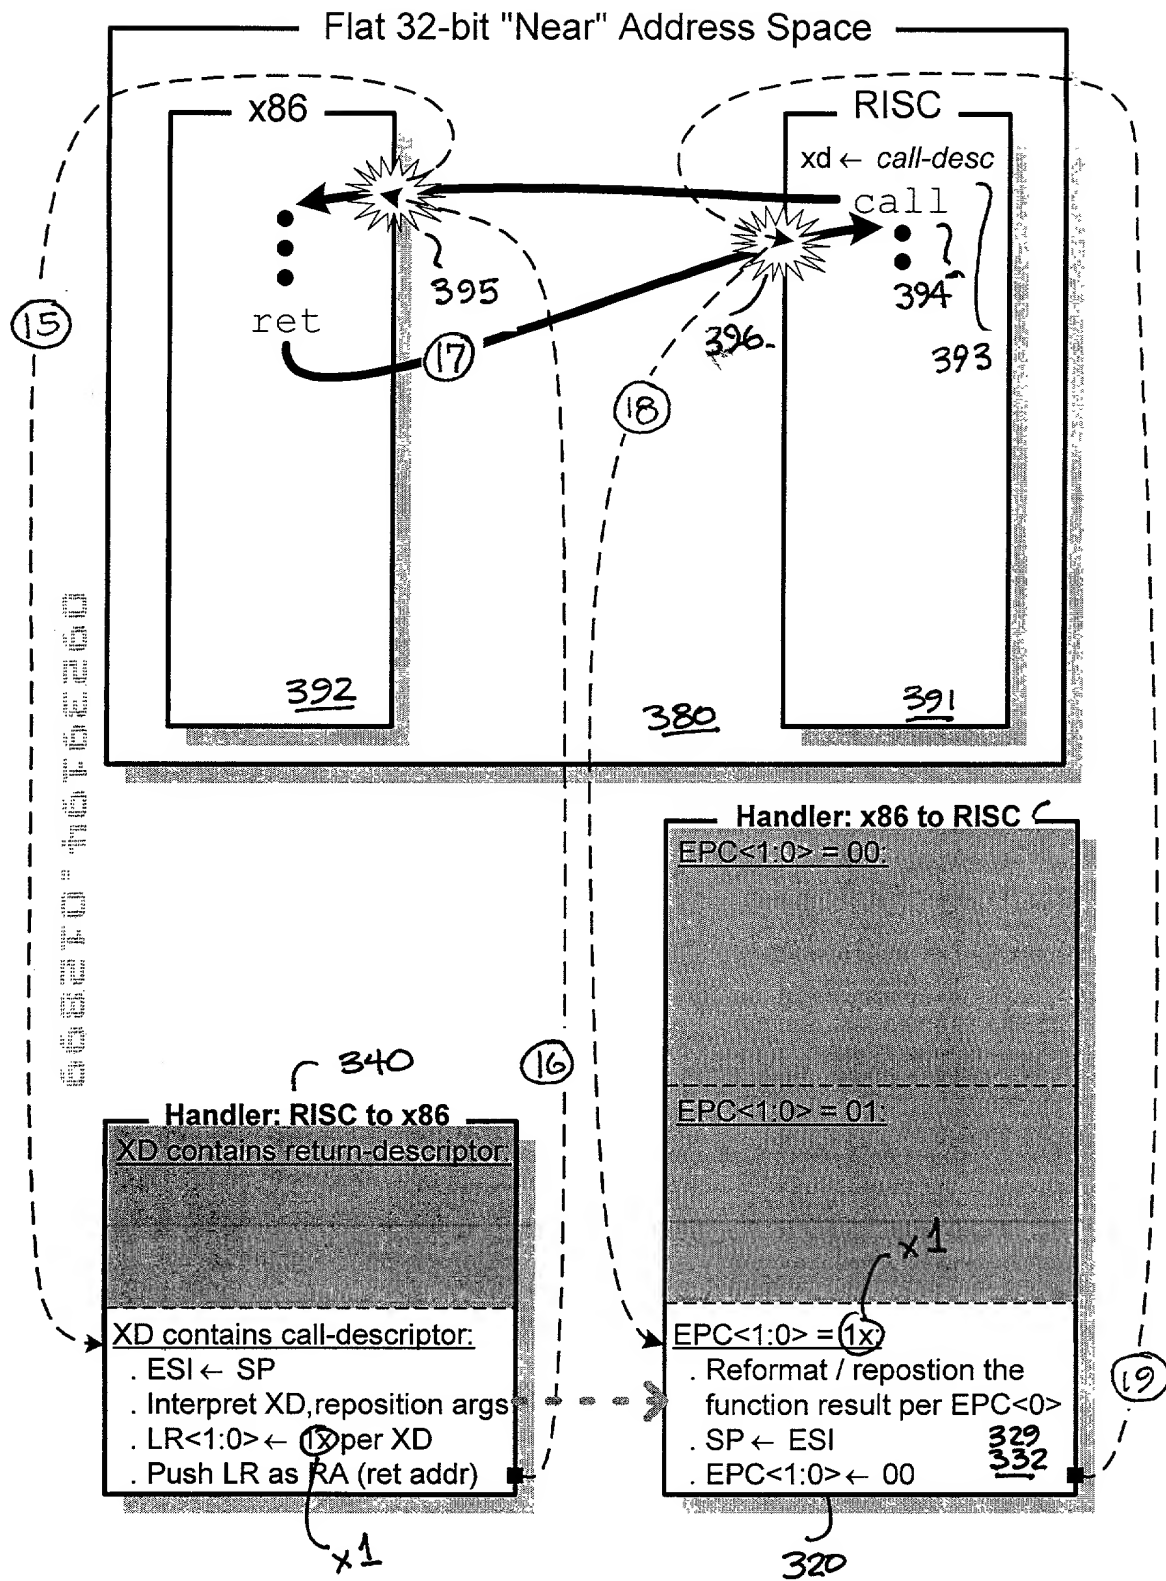 Flat 32-bit "Near" Address Space
x86
RISC
xd ← call-desc
call
394
393
395
396
ret
15
17
18
392
380
391
Handler: x86 to RISC
EPC<1:0> = 00:
EPC<1:0> = 01:
x1
EPC<1:0> = 1x:
. Reformat / repostion the
function result per EPC<0>
. SP ← ESI
329
. EPC<1:0> ← 00
332
320
19
16
340
Handler: RISC to x86
XD contains return-descriptor:
XD contains call-descriptor:
. ESI ← SP
. Interpret XD, reposition args
. LR<1:0> ← 1x per XD
. Push LR as RA (ret addr)
x1